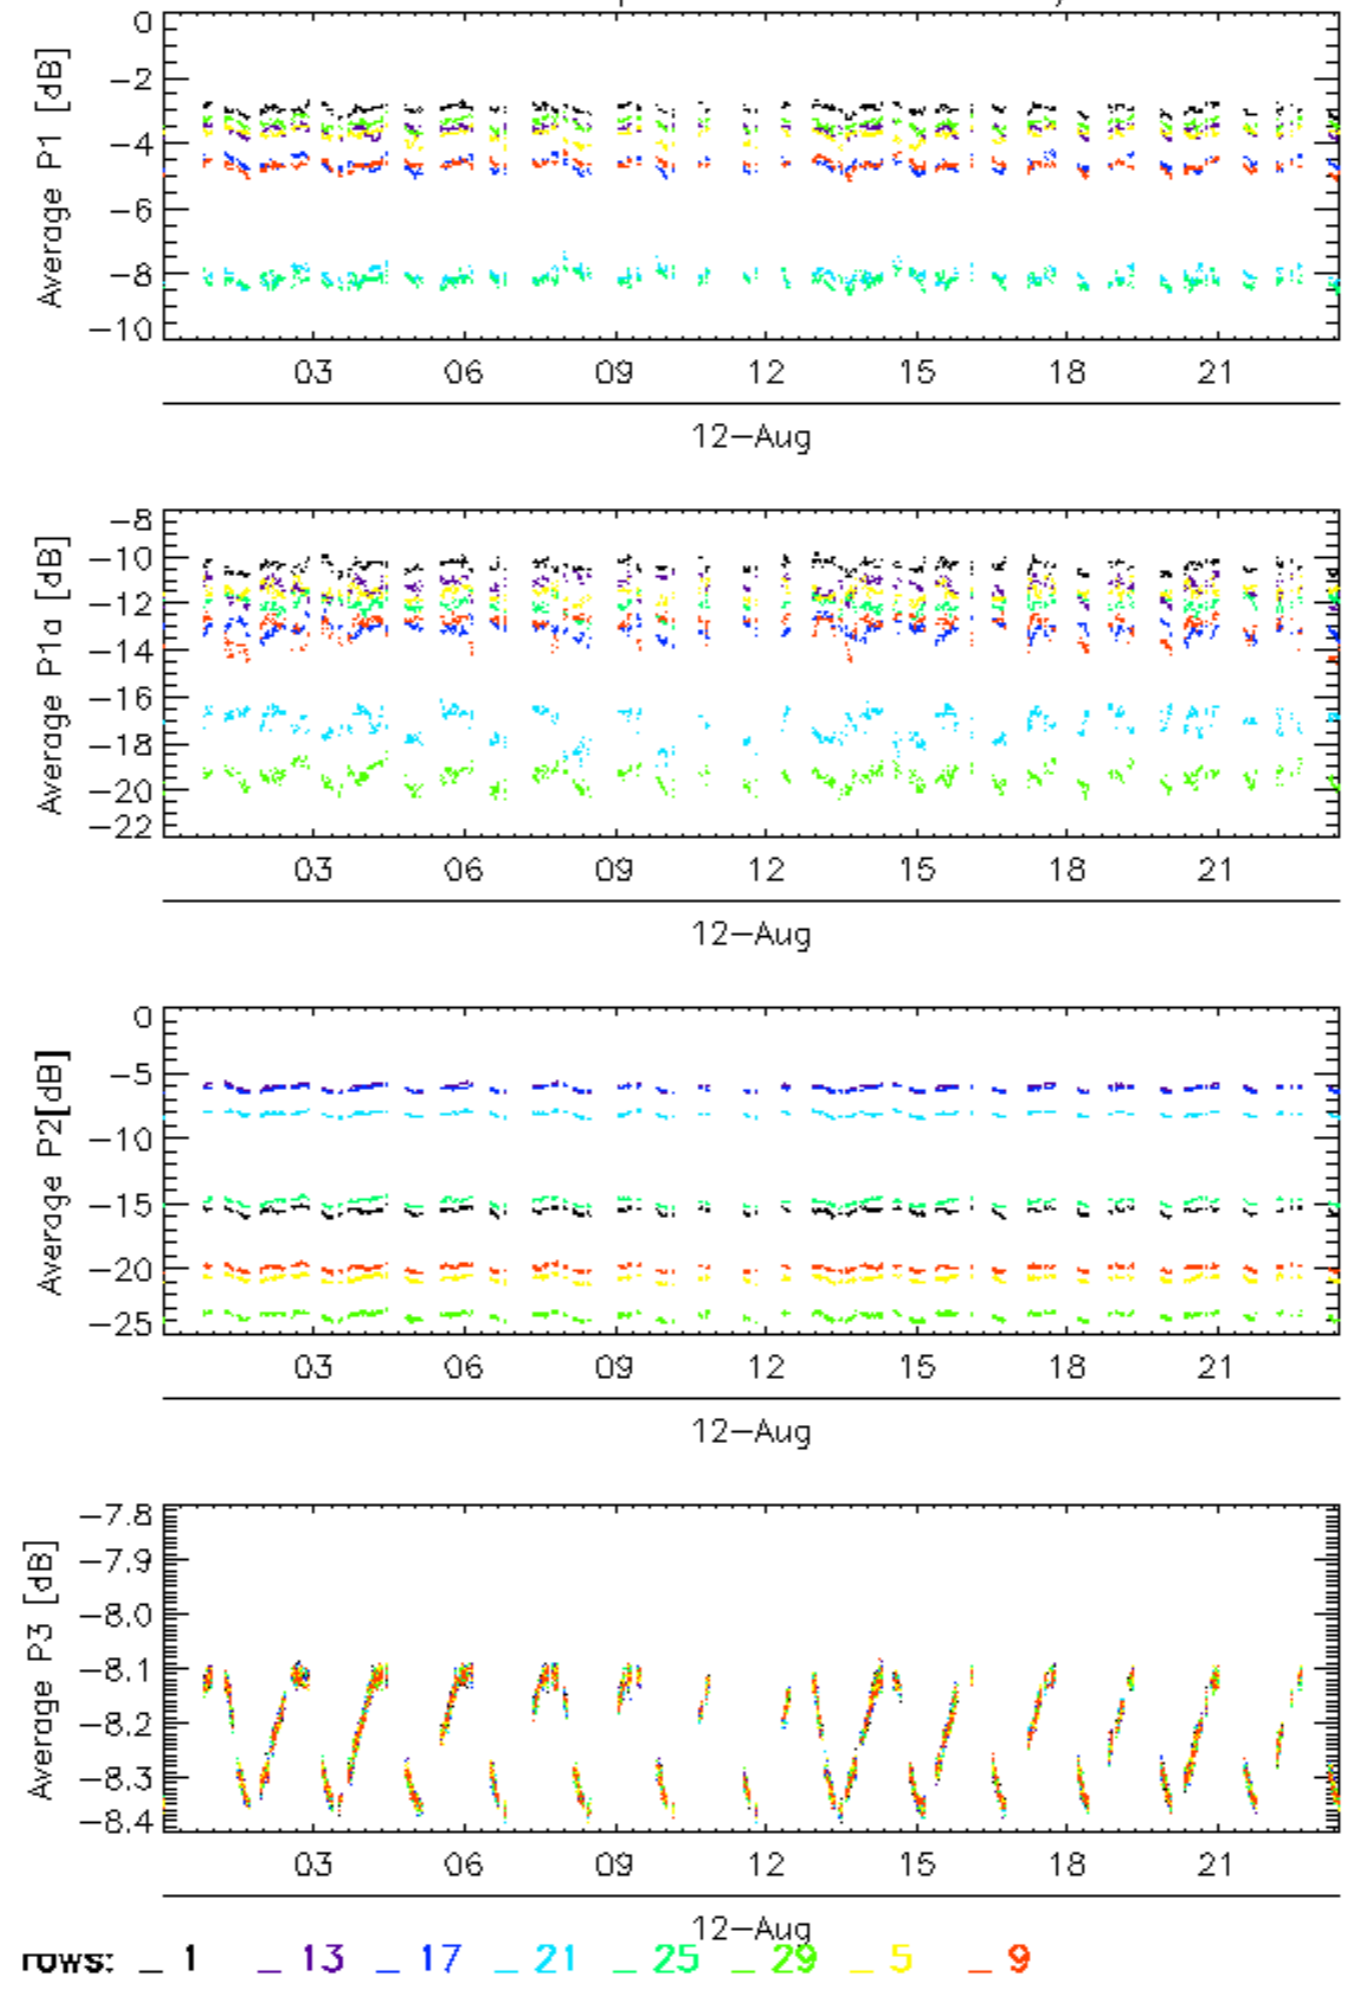 0
−2
−4
−6
−8
−10
Average P1 [dB]
03 06 09 12 15 18 21
12−Aug
−8
−10
−12
−14
−16
−18
−20
−22
Average P1a [dB]
03 06 09 12 15 18 21
12−Aug
0
−5
−10
−15
−20
−25
Average P2[dB]
03 06 09 12 15 18 21
12−Aug
−7.8
−7.9
−8.0
−8.1
−8.2
−8.3
−8.4
Average P3 [dB]
03 06 09 12 15 18 21
12−Aug
rows: _ 1 _ 13 _ 17 _ 21 _ 25 _ 29 _ 5 _ 9